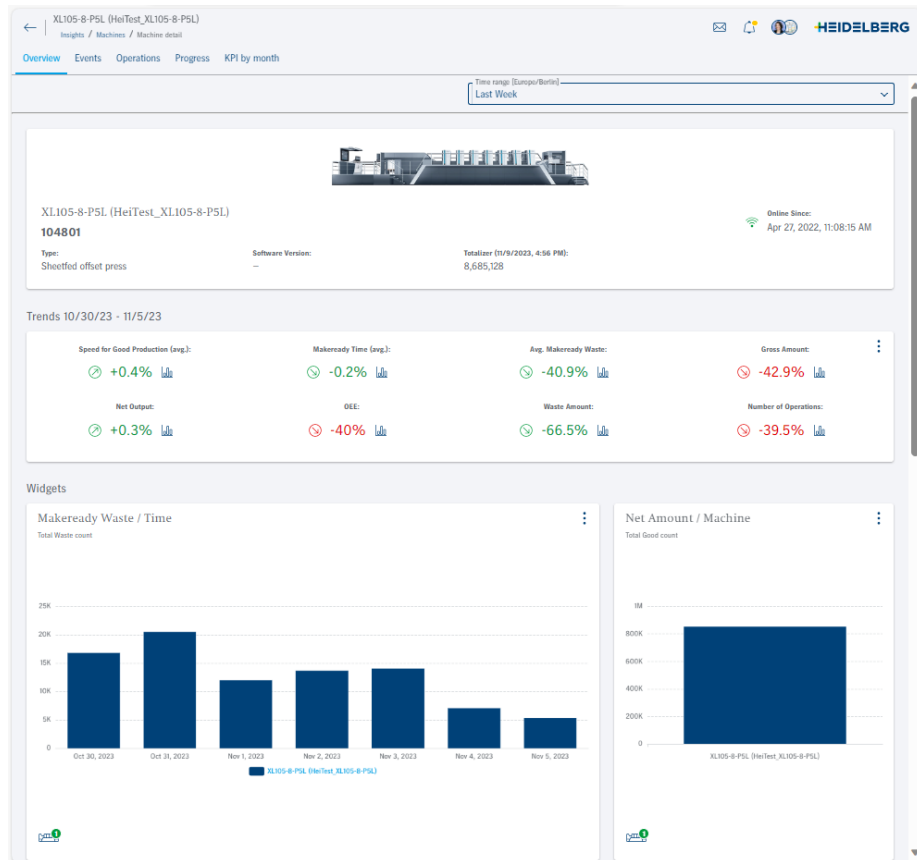 XL105-8-P5L (HeiTest_XL105-8-P5L)
Insights / Machines / Machine detail
HEIDELBERG
Overview Events Operations Progress KPI by month
Time range [Europe/Berlin]
Last Week
XL105-8-P5L (HeiTest_XL105-8-P5L)
104801
Online Since:
Apr 27, 2022, 11:08:15 AM
Type: Software Version: Totalizer (11/9/2023, 4:56 PM):
Sheetfed offset press – 8,685,128
Trends 10/30/23 - 11/5/23
Speed for Good Production (avg.): Makeready Time (avg.): Avg. Makeready Waste: Gross Amount:
+0.4% -0.2% -40.9% -42.9%
Net Output: OEE: Waste Amount: Number of Operations:
+0.3% -40% -66.5% -39.5%
Widgets
Makeready Waste / Time
Total Waste count
25K
20K
15K
10K
5K
0
Oct 30, 2023 Oct 31, 2023 Nov 1, 2023 Nov 2, 2023 Nov 3, 2023 Nov 4, 2023 Nov 5, 2023
XL105-8-P5L (HeiTest_XL105-8-P5L)
1
Net Amount / Machine
Total Good count
1M
800K
600K
400K
200K
0
XL105-8-P5L (HeiTest_XL105-8-P5L)
1